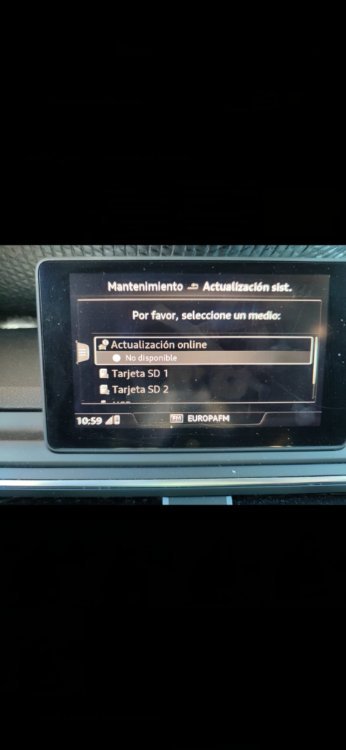 Mantenimiento Actualización sist.
Por favor, seleccione un medio:
Actualización online
No disponible
Tarjeta SD 1
Tarjeta SD 2
10:59 FM EUROPAFM